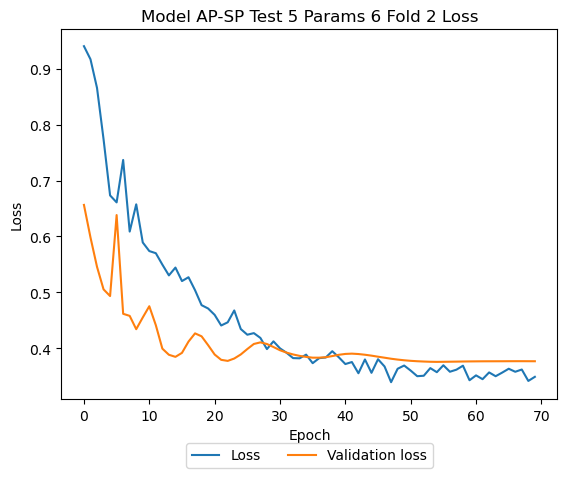 Model AP-SP Test 5 Params 6 Fold 2 Loss
0.9
0.8
0.7
0.6
0.5
0.4
Loss
0 10 20 30 40 50 60 70
Epoch
Loss Validation loss